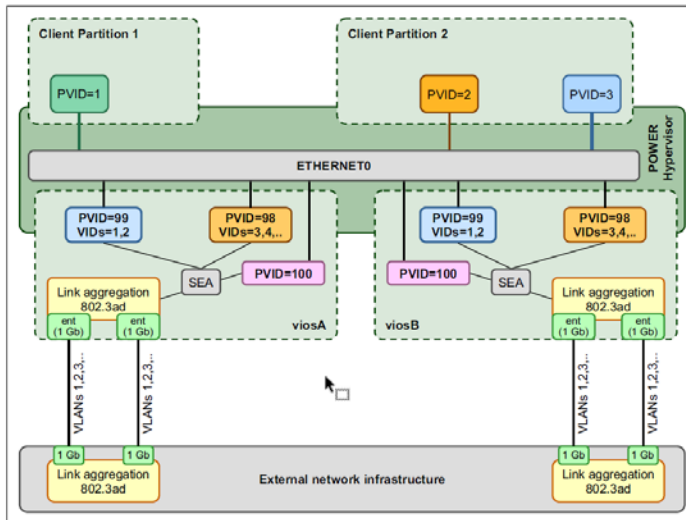 Client Partition 1
Client Partition 2
PVID=1
PVID=2
PVID=3
POWER
Hypervisor
ETHERNET0
PVID=99
VIDs=1,2
PVID=98
VIDs=3,4,..
PVID=99
VIDs=1,2
PVID=98
VIDs=3,4,..
SEA
PVID=100
PVID=100
SEA
Link aggregation
802.3ad
Link aggregation
802.3ad
ent
(1 Gb)
ent
(1 Gb)
viosA
viosB
ent
(1 Gb)
ent
(1 Gb)
VLANs 1,2,3,..
VLANs 1,2,3,..
VLANs 1,2,3,..
VLANs 1,2,3,..
1 Gb
1 Gb
1 Gb
1 Gb
Link aggregation
802.3ad
External network infrastructure
Link aggregation
802.3ad